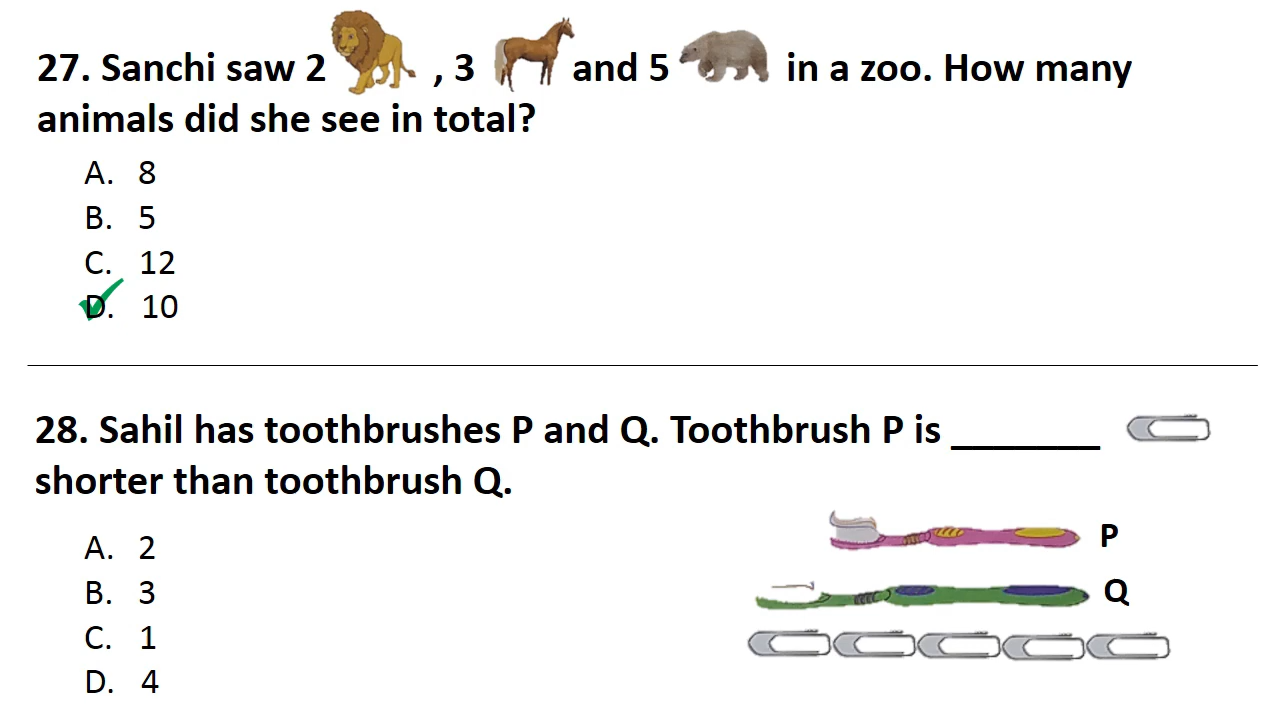 27. Sanchi saw 2 , 3 and 5 in a zoo. How many
animals did she see in total?
A. 8
B. 5
C. 12
D. 10
28. Sahil has toothbrushes P and Q. Toothbrush P is _______
shorter than toothbrush Q.
A. 2
B. 3
C. 1
D. 4
P
Q